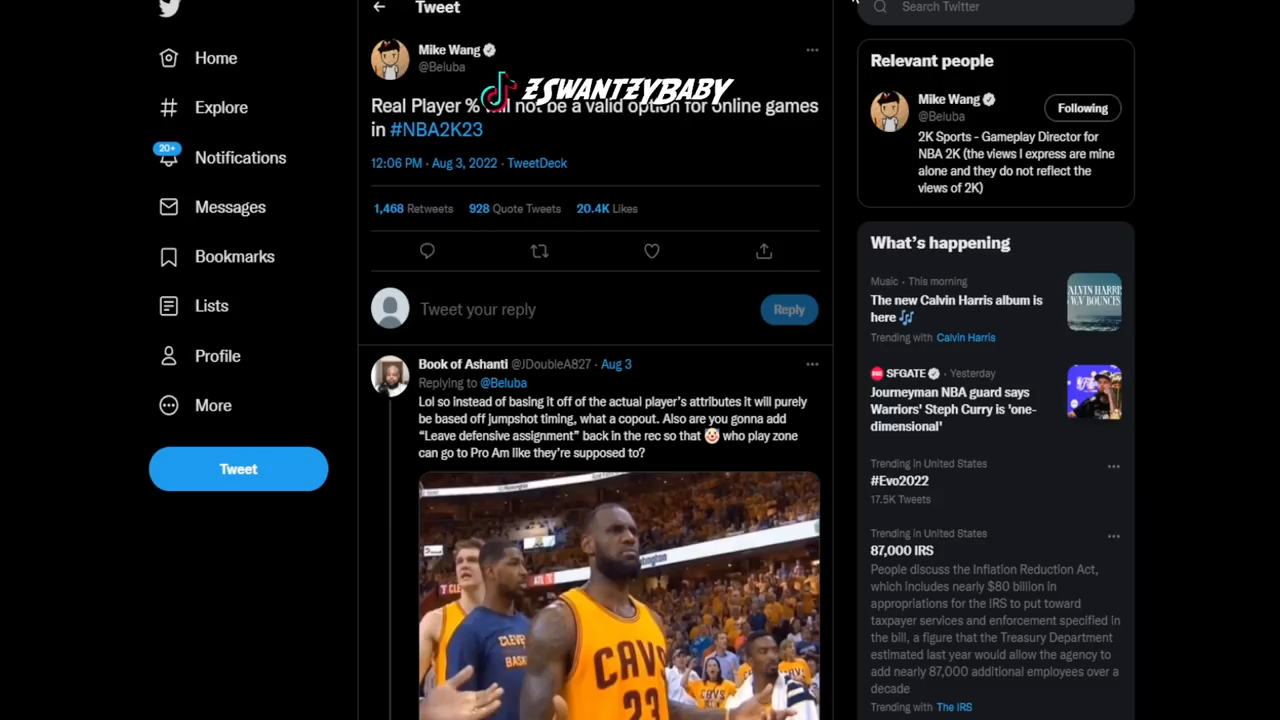 Tweet
Search Twitter
Home
Explore
20+
Notifications
Messages
Bookmarks
Lists
Profile
More
Tweet
Mike Wang
@Beluba
ZSWANTZYBABY
Real Player % will not be a valid option for online games
in #NBA2K23
12:06 PM · Aug 3, 2022 · TweetDeck
1,468 Retweets 928 Quote Tweets 20.4K Likes
Tweet your reply
Reply
Book of Ashanti @JDoubleA827 · Aug 3
Replying to @Beluba
Lol so instead of basing it off of the actual player's attributes it will purely
be based off jumpshot timing, what a copout. Also are you gonna add
“Leave defensive assignment” back in the rec so that 🤡 who play zone
can go to Pro Am like they're supposed to?
CAVS
23
CAVS
Relevant people
Mike Wang
@Beluba
Following
2K Sports - Gameplay Director for
NBA 2K (the views I express are mine
alone and they do not reflect the
views of 2K)
What's happening
Music · This morning
The new Calvin Harris album is
here 🎶
Trending with Calvin Harris
SFGATE · Yesterday
Journeyman NBA guard says
Warriors' Steph Curry is 'one-
dimensional'
Trending in United States
#Evo2022
17.5K Tweets
Trending in United States
87,000 IRS
People discuss the Inflation Reduction Act,
which includes nearly $80 billion in
appropriations for the IRS to put toward
taxpayer services and enforcement specified in
the bill, a figure that the Treasury Department
estimated last year would allow the agency to
add nearly 87,000 additional employees over a
decade
Trending with The IRS